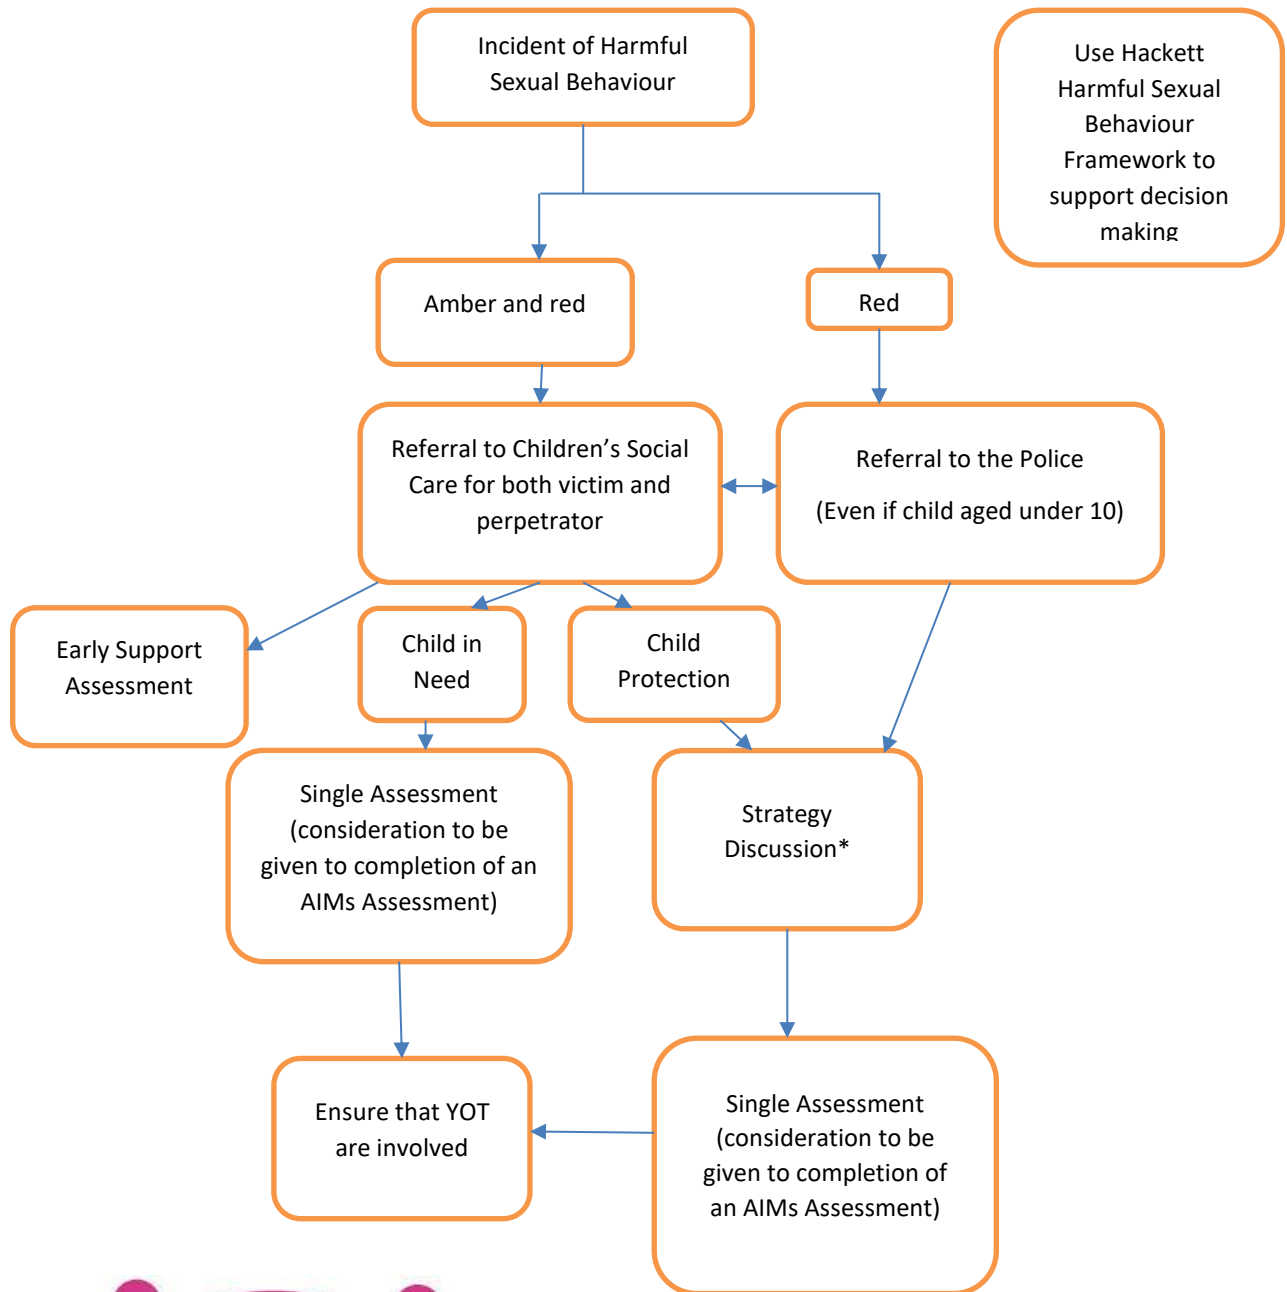 Incident of Harmful
Sexual Behaviour
Use Hackett
Harmful Sexual
Behaviour
Framework to
support decision
making
Amber and red
Red
Referral to Children’s Social
Care for both victim and
perpetrator
Referral to the Police
(Even if child aged under 10)
Early Support
Assessment
Child in
Need
Child
Protection
Single Assessment
(consideration to be
given to completion of an
AIMs Assessment)
Strategy
Discussion*
Ensure that YOT
are involved
Single Assessment
(consideration to be
given to completion of
an AIMs Assessment)